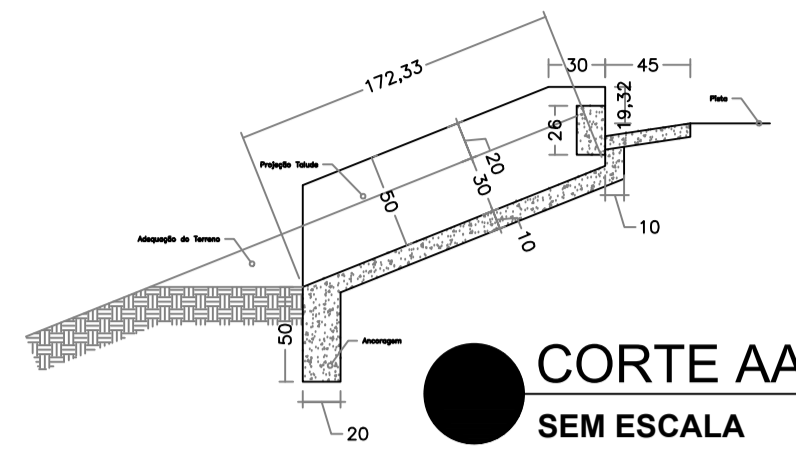 172,33
30
45
19,32
Pista
26
20
Projeção Talude
30
50
10
Adequação do Terreno
10
50
Ancoragem
20
CORTE AA
SEM ESCALA